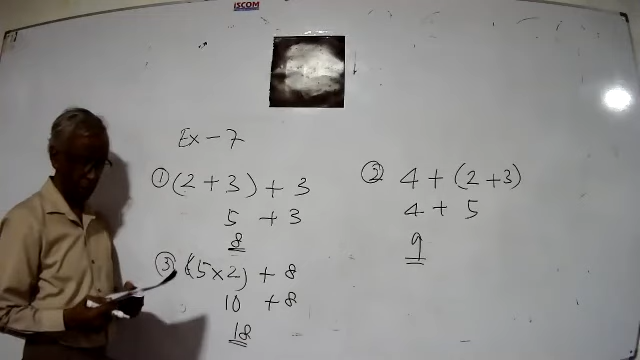 ISCOM
Ex - 7
① (2 + 3) + 3
5 + 3
8
② 4 + (2 + 3)
4 + 5
9
③ (5 x 2) + 8
10 + 8
18